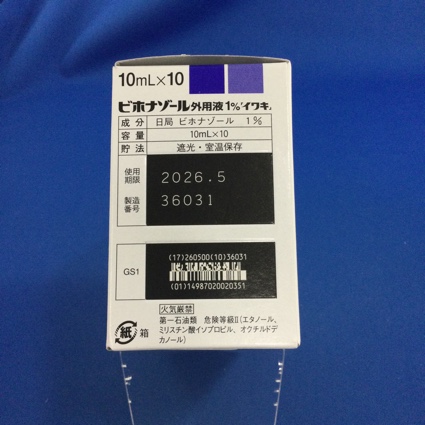 10mL×10
ビホナゾール外用液1%「イワキ」
成分 日局 ビホナゾール 1%
容量 10mL×10
貯法 遮光・室温保存
使用期限 2026.5
製造番号 36031
(17)260500(10)36031
GS1
(01)14987020020351
火気厳禁
第一石油類 危険等級Ⅱ(エタノール、
ミリスチン酸イソプロピル、オクチルドデ
カノール)
紙 箱